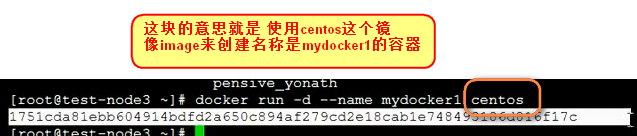 这块的意思就是 使用centos这个镜
像image来创建名称是mydocker1的容器
pensive_yonath
[root@test-node3 ~]# docker run -d --name mydocker1 centos
1751cda81ebb604914bdfd2a650c894af279cd2e18cab1e748493106d816f17c
[root@test-node3 ~]#